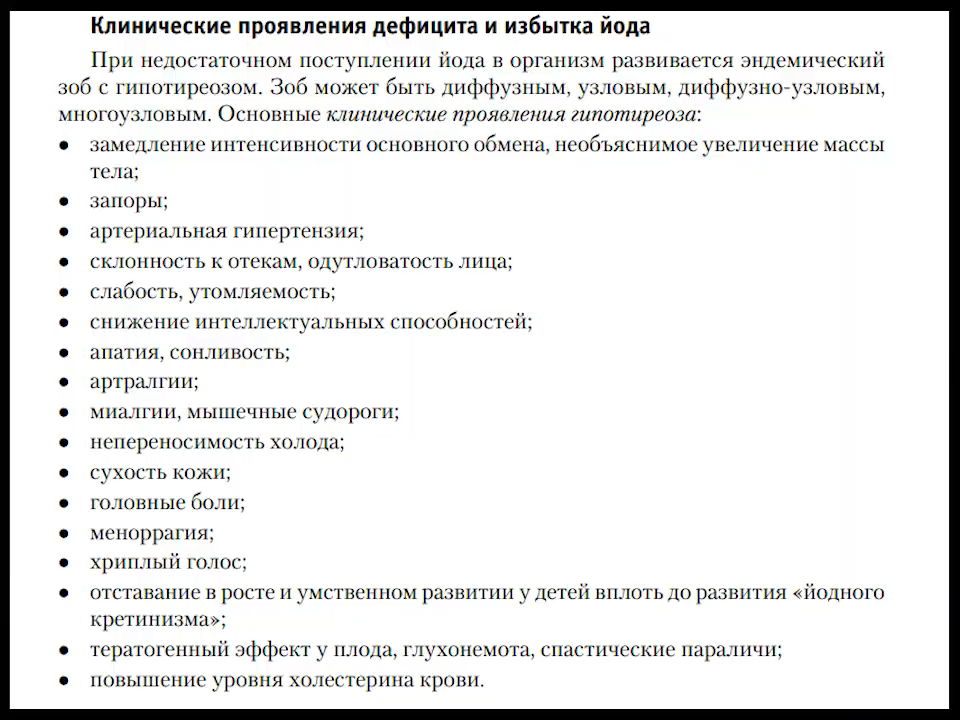 Клинические проявления дефицита и избытка йода
При недостаточном поступлении йода в организм развивается эндемический
зоб с гипотиреозом. Зоб может быть диффузным, узловым, диффузно-узловым,
многоузловым. Основные клинические проявления гипотиреоза:
● замедление интенсивности основного обмена, необъяснимое увеличение массы
тела;
● запоры;
● артериальная гипертензия;
● склонность к отекам, одутловатость лица;
● слабость, утомляемость;
● снижение интеллектуальных способностей;
● апатия, сонливость;
● артралгии;
● миалгии, мышечные судороги;
● непереносимость холода;
● сухость кожи;
● головные боли;
● меноррагия;
● хриплый голос;
● отставание в росте и умственном развитии у детей вплоть до развития «йодного
кретинизма»;
● тератогенный эффект у плода, глухонемота, спастические параличи;
● повышение уровня холестерина крови.